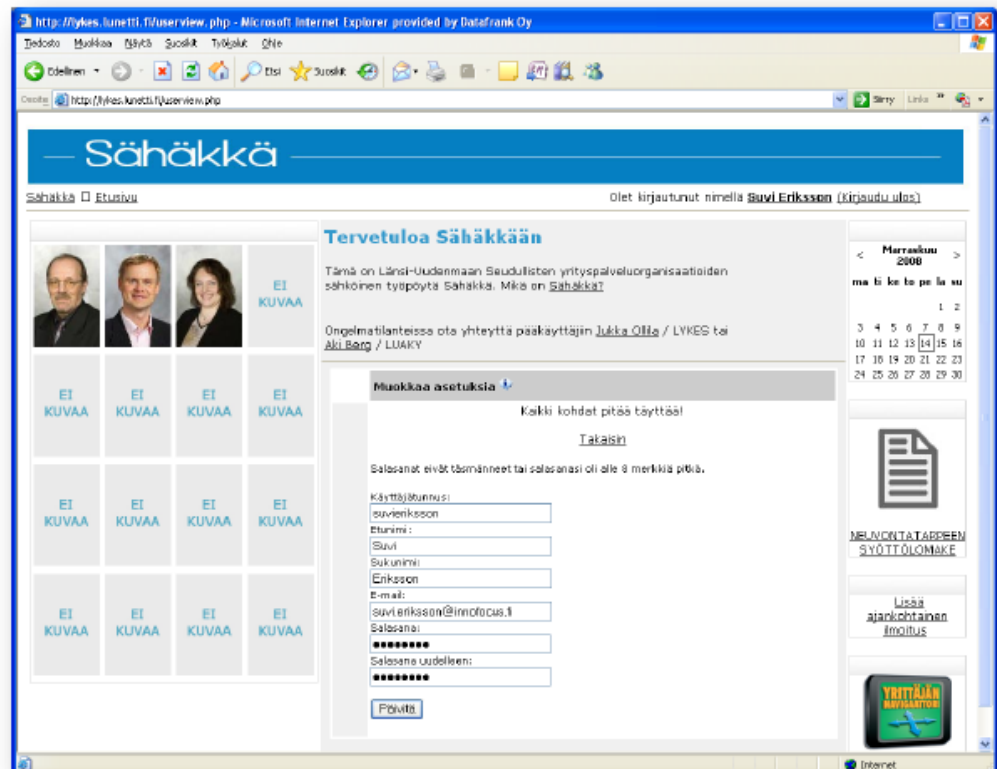 http://lykes.lunetti.fi/userview.php - Microsoft Internet Explorer provided by Datafrank Oy
Tiedosto Muokkaa Näytä Suosikit Työkalut Ohje
Edellinen Etsi Suosikit
Osoite http://lykes.lunetti.fi/userview.php Siirry Links »
Sähäkkä
Sähäkkä Etusivu
Olet kirjautunut nimellä Suvi Eriksson (Kirjaudu ulos)
EI KUVAA
EI KUVAA EI KUVAA EI KUVAA EI KUVAA
EI KUVAA EI KUVAA EI KUVAA EI KUVAA
EI KUVAA EI KUVAA EI KUVAA EI KUVAA
Tervetuloa Sähäkkään
Tämä on Länsi-Uudenmaan Seudullisten yrityspalveluorganisaatioiden
sähköinen työpöytä Sähäkkä. Mikä on Sähäkkä?
Ongelmatilanteissa ota yhteyttä pääkäyttäjiin Jukka Ollila / LYKES tai
Aki Berg / LUAKY
Muokkaa asetuksia
Kaikki kohdat pitää täyttää!
Takaisin
Salasanat eivät täsmänneet tai salasanasi oli alle 8 merkkiä pitkä.
Käyttäjätunnus:
suvieriksson
Etunimi:
Suvi
Sukunimi:
Eriksson
E-mail:
suvi.eriksson@innofocus.fi
Salasana:
●●●●●●●●
Salasana uudelleen:
●●●●●●●●
Päivitä
< Marraskuu >
2008
ma ti ke to pe la su
1 2
3 4 5 6 7 8 9
10 11 12 13 14 15 16
17 18 19 20 21 22 23
24 25 26 27 28 29 30
NEUVONTATARPEEN
SYÖTTÖLOMAKE
Lisää
ajankohtainen
ilmoitus
YRITTÄJÄN
NAVIGAATTORI
Internet